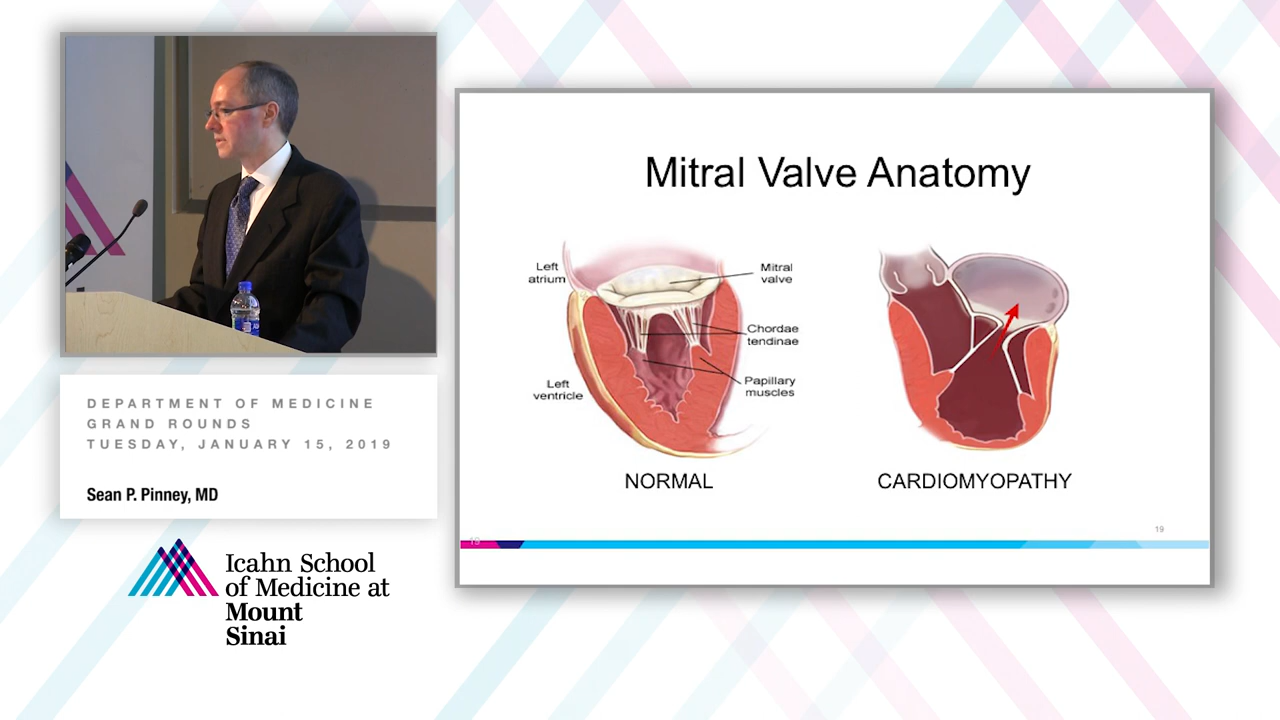 DEPARTMENT OF MEDICINE
GRAND ROUNDS
TUESDAY, JANUARY 15, 2019
Sean P. Pinney, MD
Icahn School
of Medicine at
Mount
Sinai
Mitral Valve Anatomy
Left
atrium
Mitral
valve
Chordae
tendinae
Left
ventricle
Papillary
muscles
NORMAL
CARDIOMYOPATHY
19
19